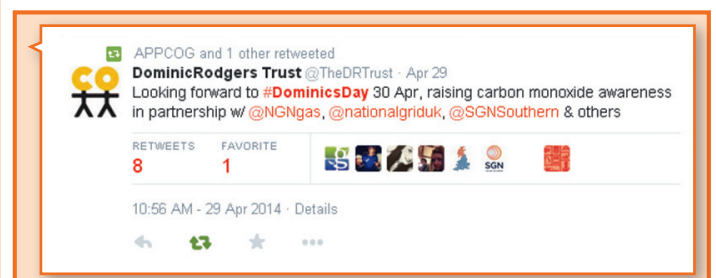 APPCOG and 1 other retweeted
DominicRodgers Trust @TheDRTrust · Apr 29
Looking forward to #DominicsDay 30 Apr, raising carbon monoxide awareness
in partnership w/ @NGNgas, @nationalgriduk, @SGNSouthern & others
RETWEETS FAVORITE
8 1
10:56 AM - 29 Apr 2014 · Details
CO
SGN